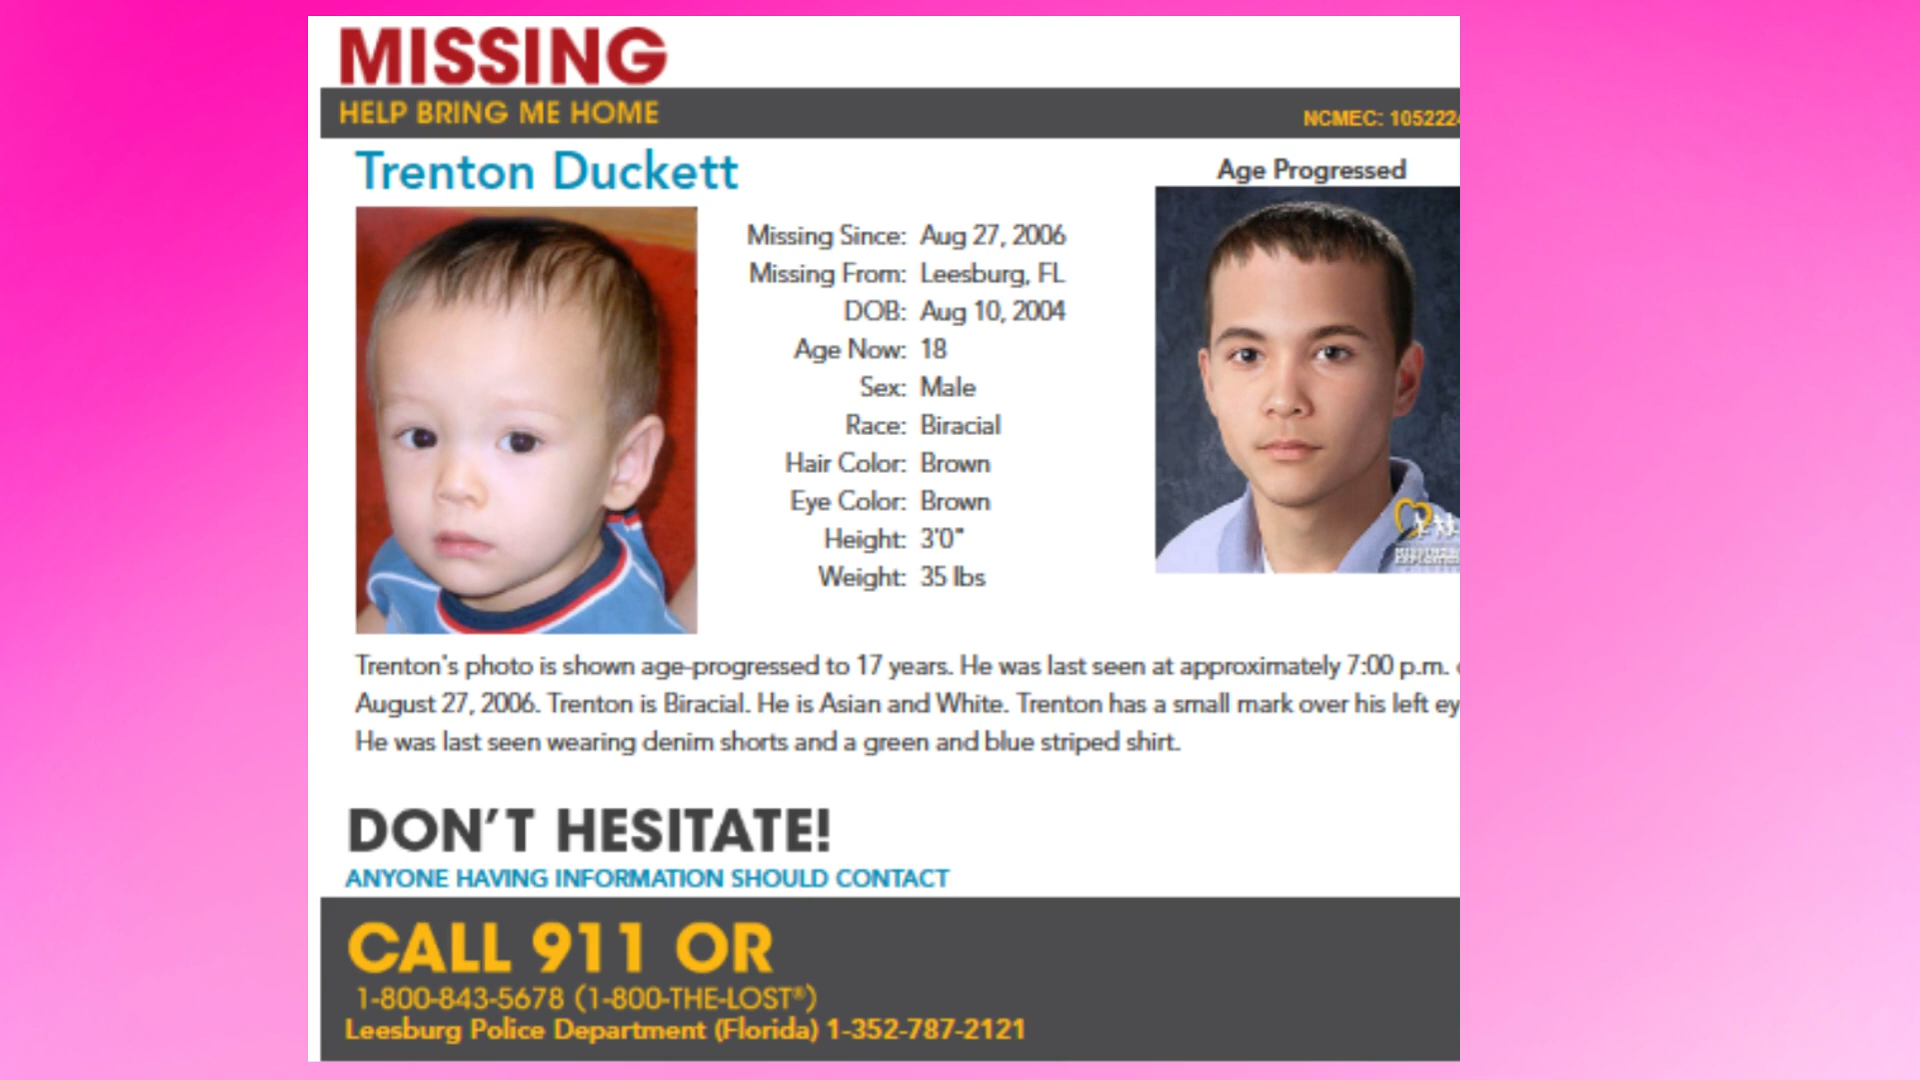 MISSING
HELP BRING ME HOME
NCMEC: 105222
Trenton Duckett
Age Progressed
Missing Since: Aug 27, 2006
Missing From: Leesburg, FL
DOB: Aug 10, 2004
Age Now: 18
Sex: Male
Race: Biracial
Hair Color: Brown
Eye Color: Brown
Height: 3'0"
Weight: 35 lbs
Trenton's photo is shown age-progressed to 17 years. He was last seen at approximately 7:00 p.m.
August 27, 2006. Trenton is Biracial. He is Asian and White. Trenton has a small mark over his left ey
He was last seen wearing denim shorts and a green and blue striped shirt.
DON'T HESITATE!
ANYONE HAVING INFORMATION SHOULD CONTACT
CALL 911 OR
1-800-843-5678 (1-800-THE-LOST®)
Leesburg Police Department (Florida) 1-352-787-2121